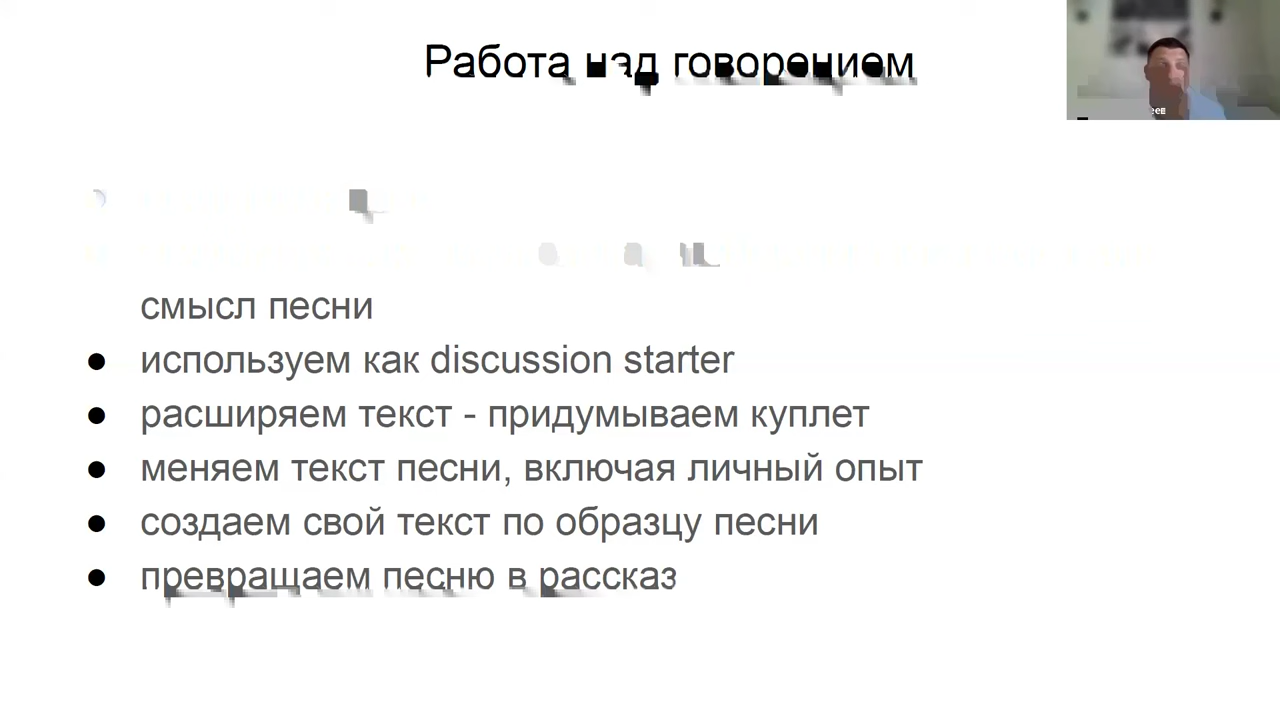 Работа над говорением
смысл песни
● используем как discussion starter
● расширяем текст - придумываем куплет
● меняем текст песни, включая личный опыт
● создаем свой текст по образцу песни
● превращаем песню в рассказ